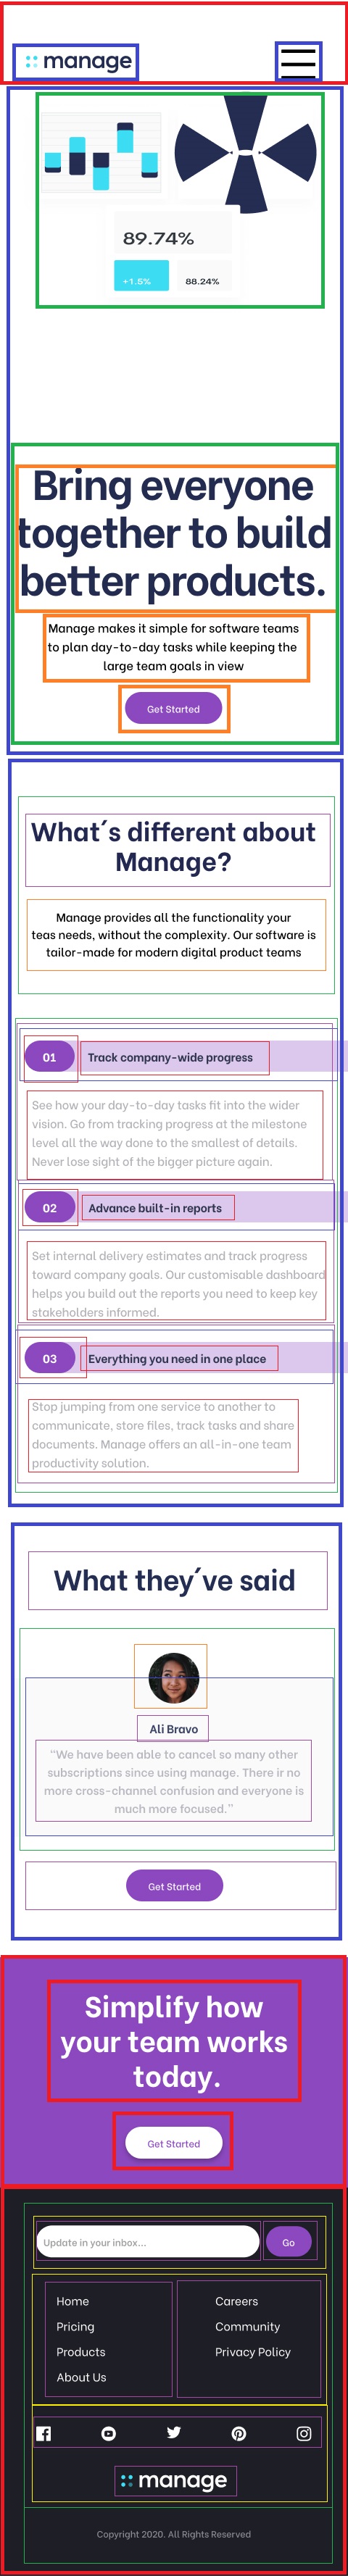 manage
89.74%
+1.5%
88.24%
Bring everyone
together to build
better products.
Manage makes it simple for software teams
to plan day-to-day tasks while keeping the
large team goals in view
Get Started
What´s different about
Manage?
Manage provides all the functionality your
teas needs, without the complexity. Our software is
tailor-made for modern digital product teams
01 Track company-wide progress
See how your day-to-day tasks fit into the wider
vision. Go from tracking progress at the milestone
level all the way done to the smallest of details.
Never lose sight of the bigger picture again.
02 Advance built-in reports
Set internal delivery estimates and track progress
toward company goals. Our customisable dashboard
helps you build out the reports you need to keep key
stakeholders informed.
03 Everything you need in one place
Stop jumping from one service to another to
communicate, store files, track tasks and share
documents. Manage offers an all-in-one team
productivity solution.
What they´ve said
Ali Bravo
“We have been able to cancel so many other
subscriptions since using manage. There ir no
more cross-channel confusion and everyone is
much more focused.”
Get Started
Simplify how
your team works
today.
Get Started
Update in your inbox...
Go
Home
Pricing
Products
About Us
Careers
Community
Privacy Policy
manage
Copyright 2020. All Rights Reserved